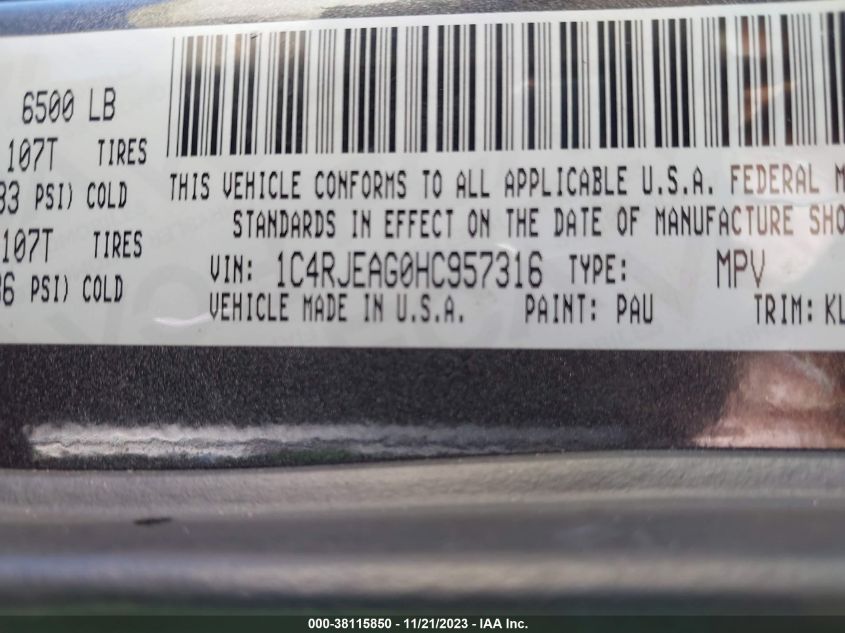 6500 LB
107T TIRES
PSI) COLD
107T TIRES
PSI) COLD
THIS VEHICLE CONFORMS TO ALL APPLICABLE U.S.A. FEDERAL M
STANDARDS IN EFFECT ON THE DATE OF MANUFACTURE SHO
VIN: 1C4RJEAG0HC957316 TYPE: MPV
VEHICLE MADE IN U.S.A. PAINT: PAU TRIM: KL
000-38115850 - 11/21/2023 - IAA Inc.